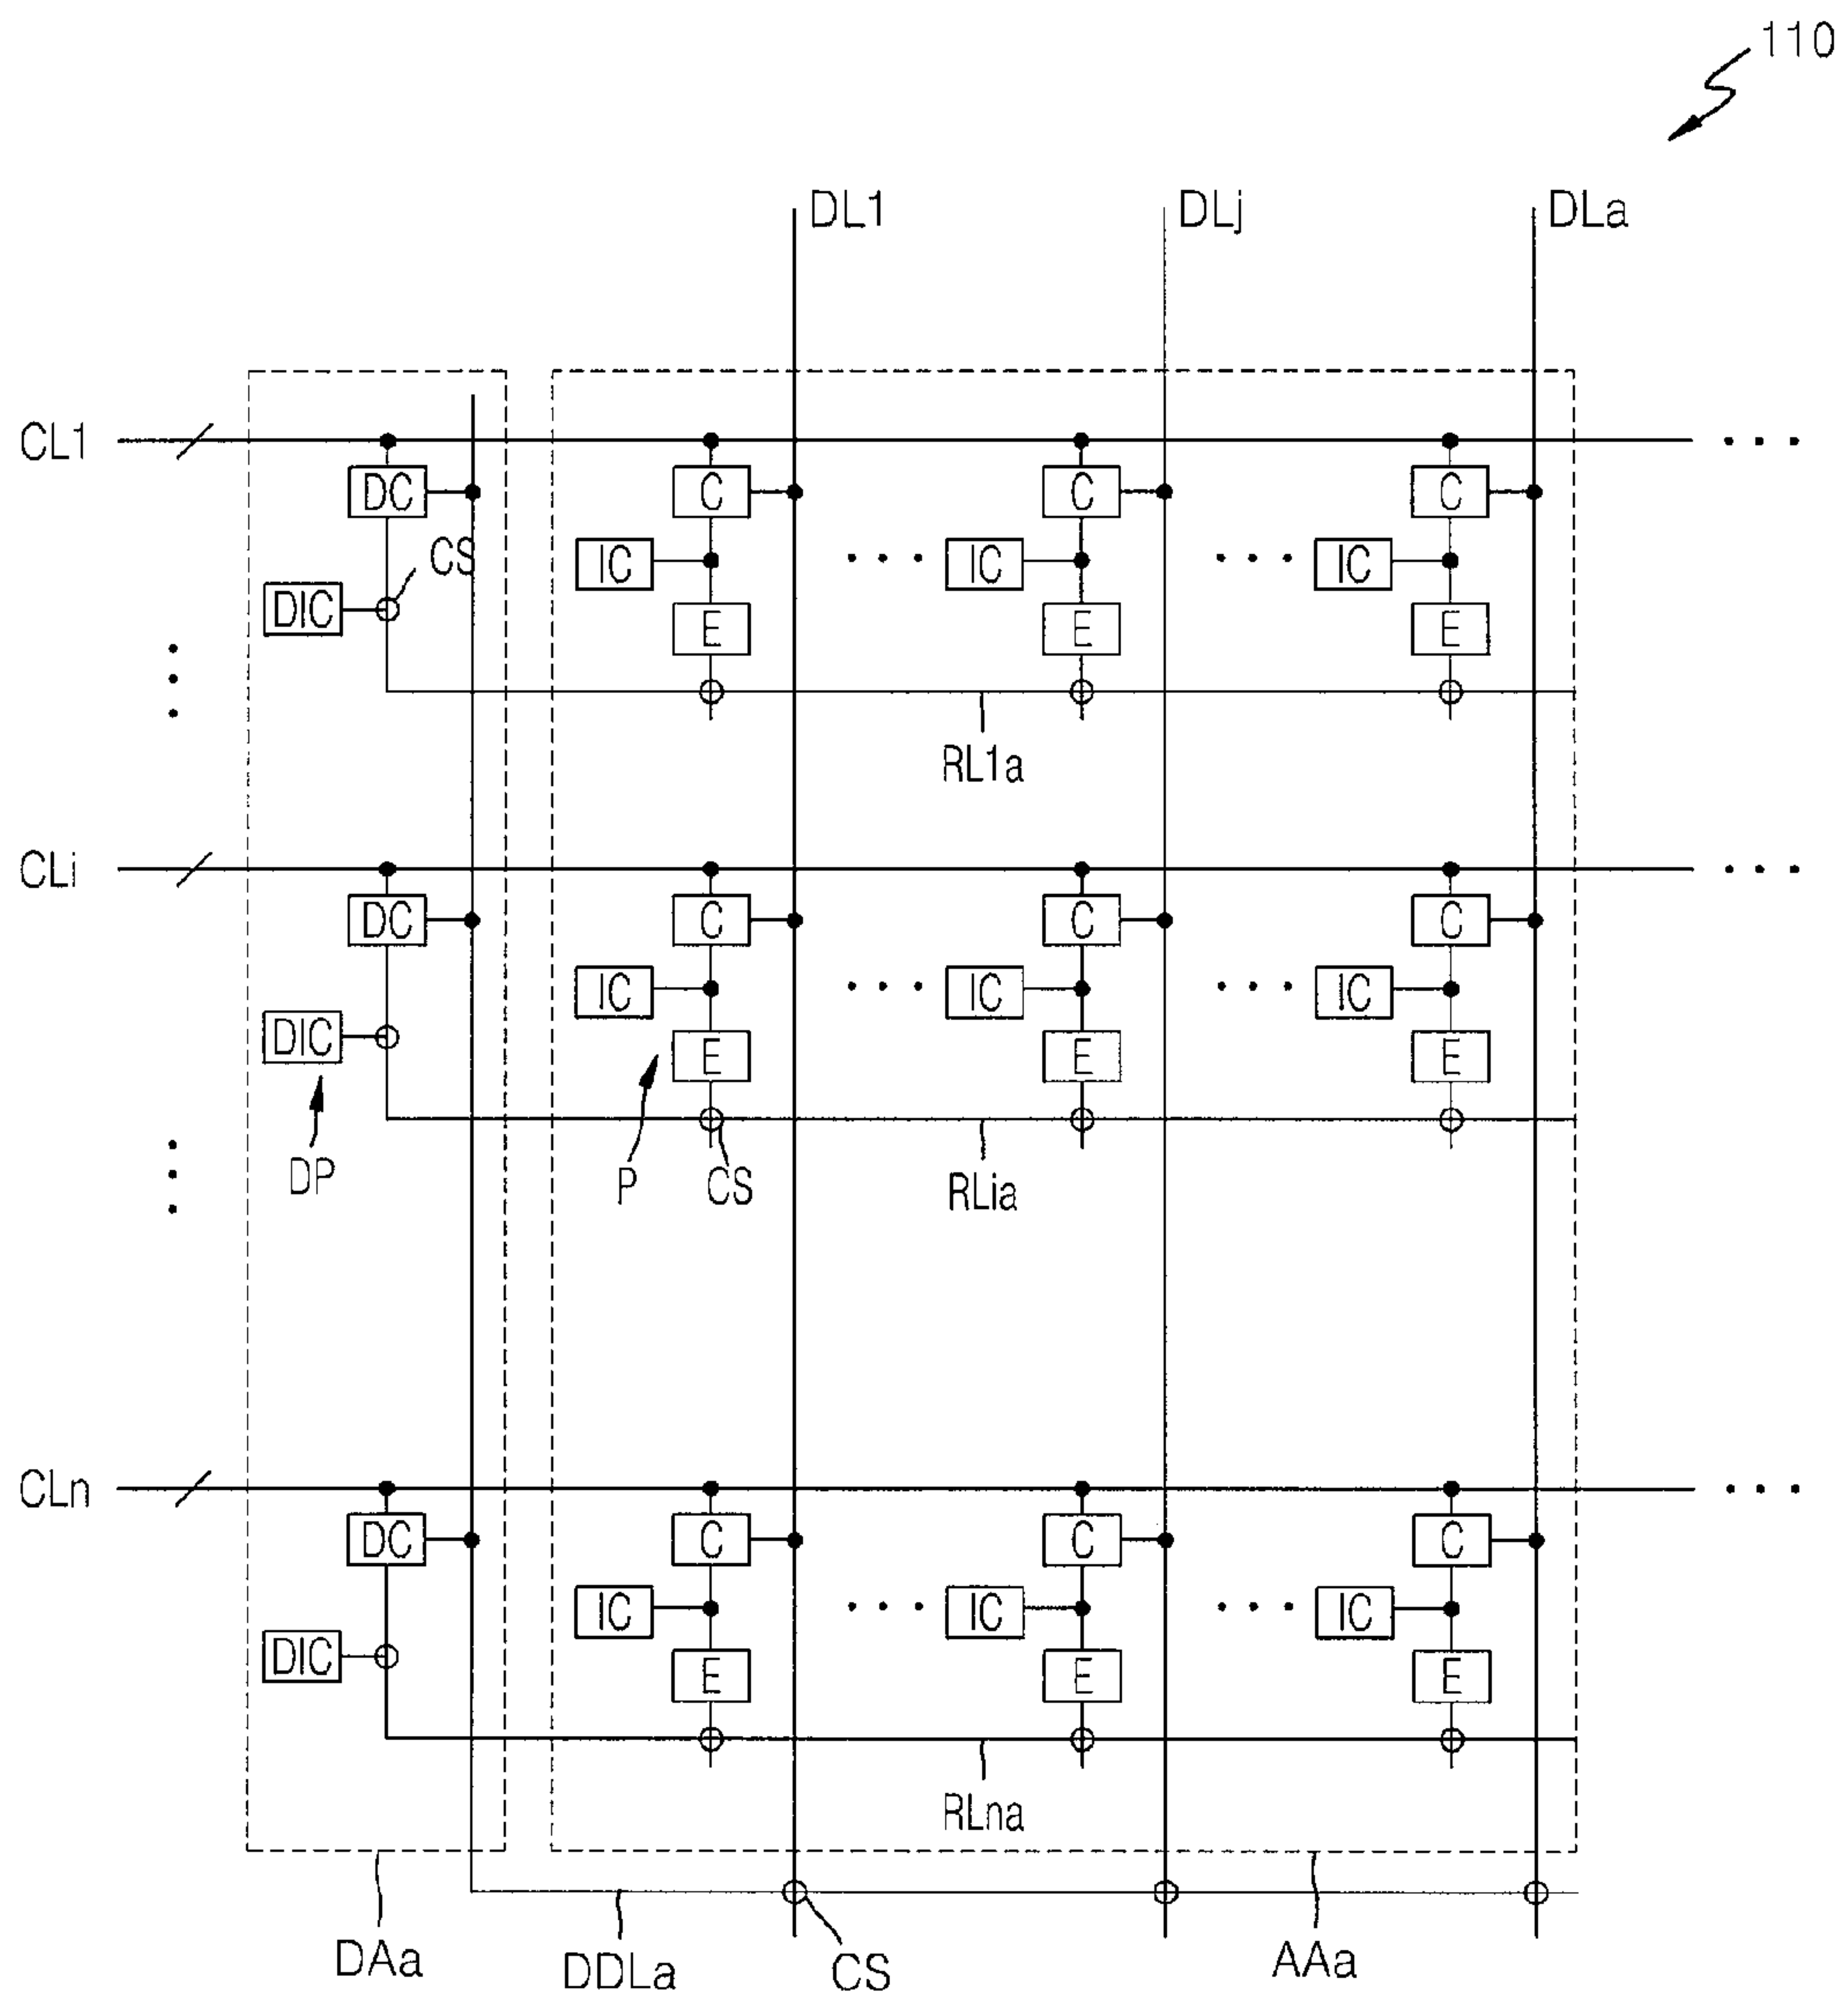 110
DL1 DLj DLa
CL1
DC C C C
CS
IC ... IC ... IC
DIC E E E
RL1a
CLi
DC C C C
IC ... IC ... IC
DIC E E E
DP P CS RLia
CLn
DC C C C
IC ... IC ... IC
DIC E E E
RLna
DAa DDLa CS AAa